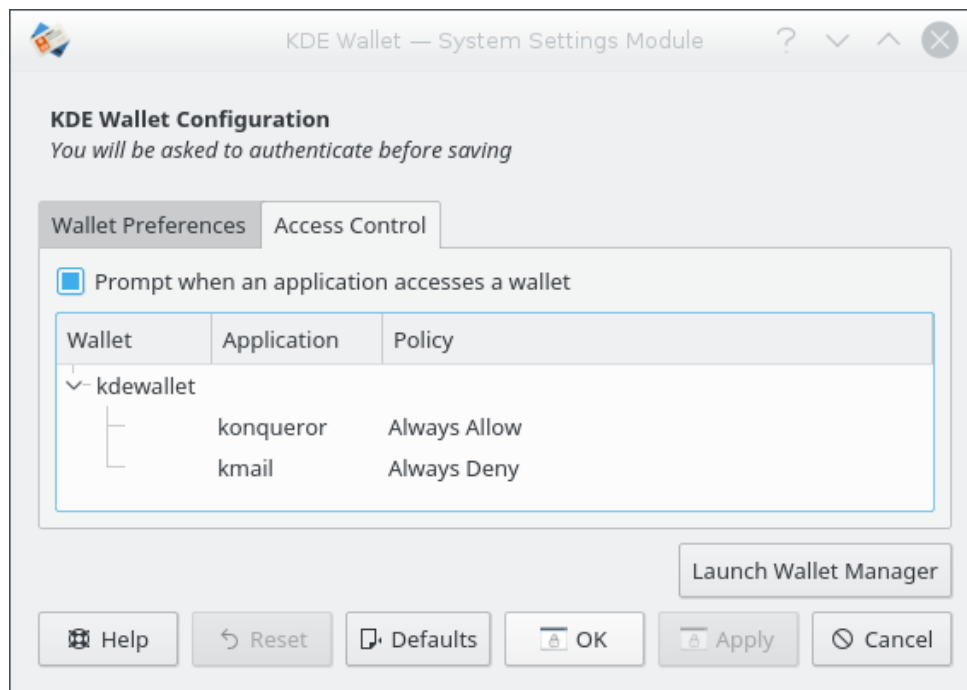 KDE Wallet — System Settings Module
KDE Wallet Configuration
You will be asked to authenticate before saving
Wallet Preferences Access Control
Prompt when an application accesses a wallet
Wallet Application Policy
kdewallet
konqueror Always Allow
kmail Always Deny
Launch Wallet Manager
Help Reset Defaults OK Apply Cancel